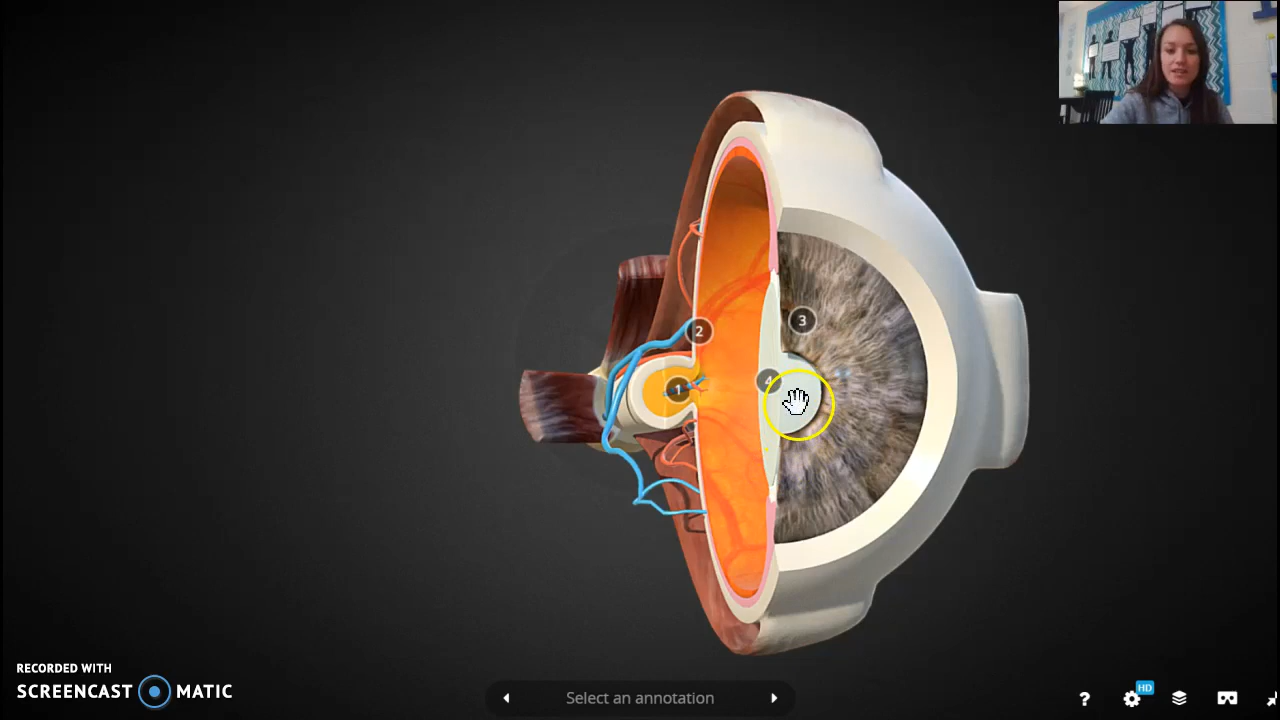 3
2
4
1
RECORDED WITH
SCREENCAST MATIC
Select an annotation
?
HD